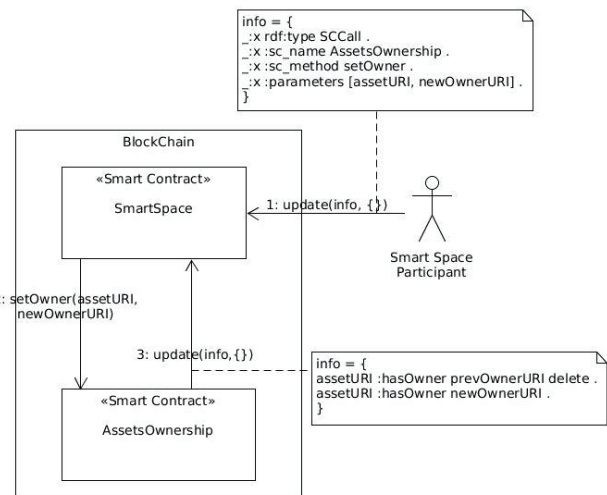 info = {
_:x rdf:type SCCall .
_:x :sc_name AssetsOwnership .
_:x :sc_method setOwner .
_:x :parameters [assetURI, newOwnerURI] .
}
BlockChain
«Smart Contract»
SmartSpace
1: update(info, {})
Smart Space
Participant
: setOwner(assetURI,
newOwnerURI)
3: update(info,{})
info = {
assetURI :hasOwner prevOwnerURI delete .
assetURI :hasOwner newOwnerURI .
}
«Smart Contract»
AssetsOwnership